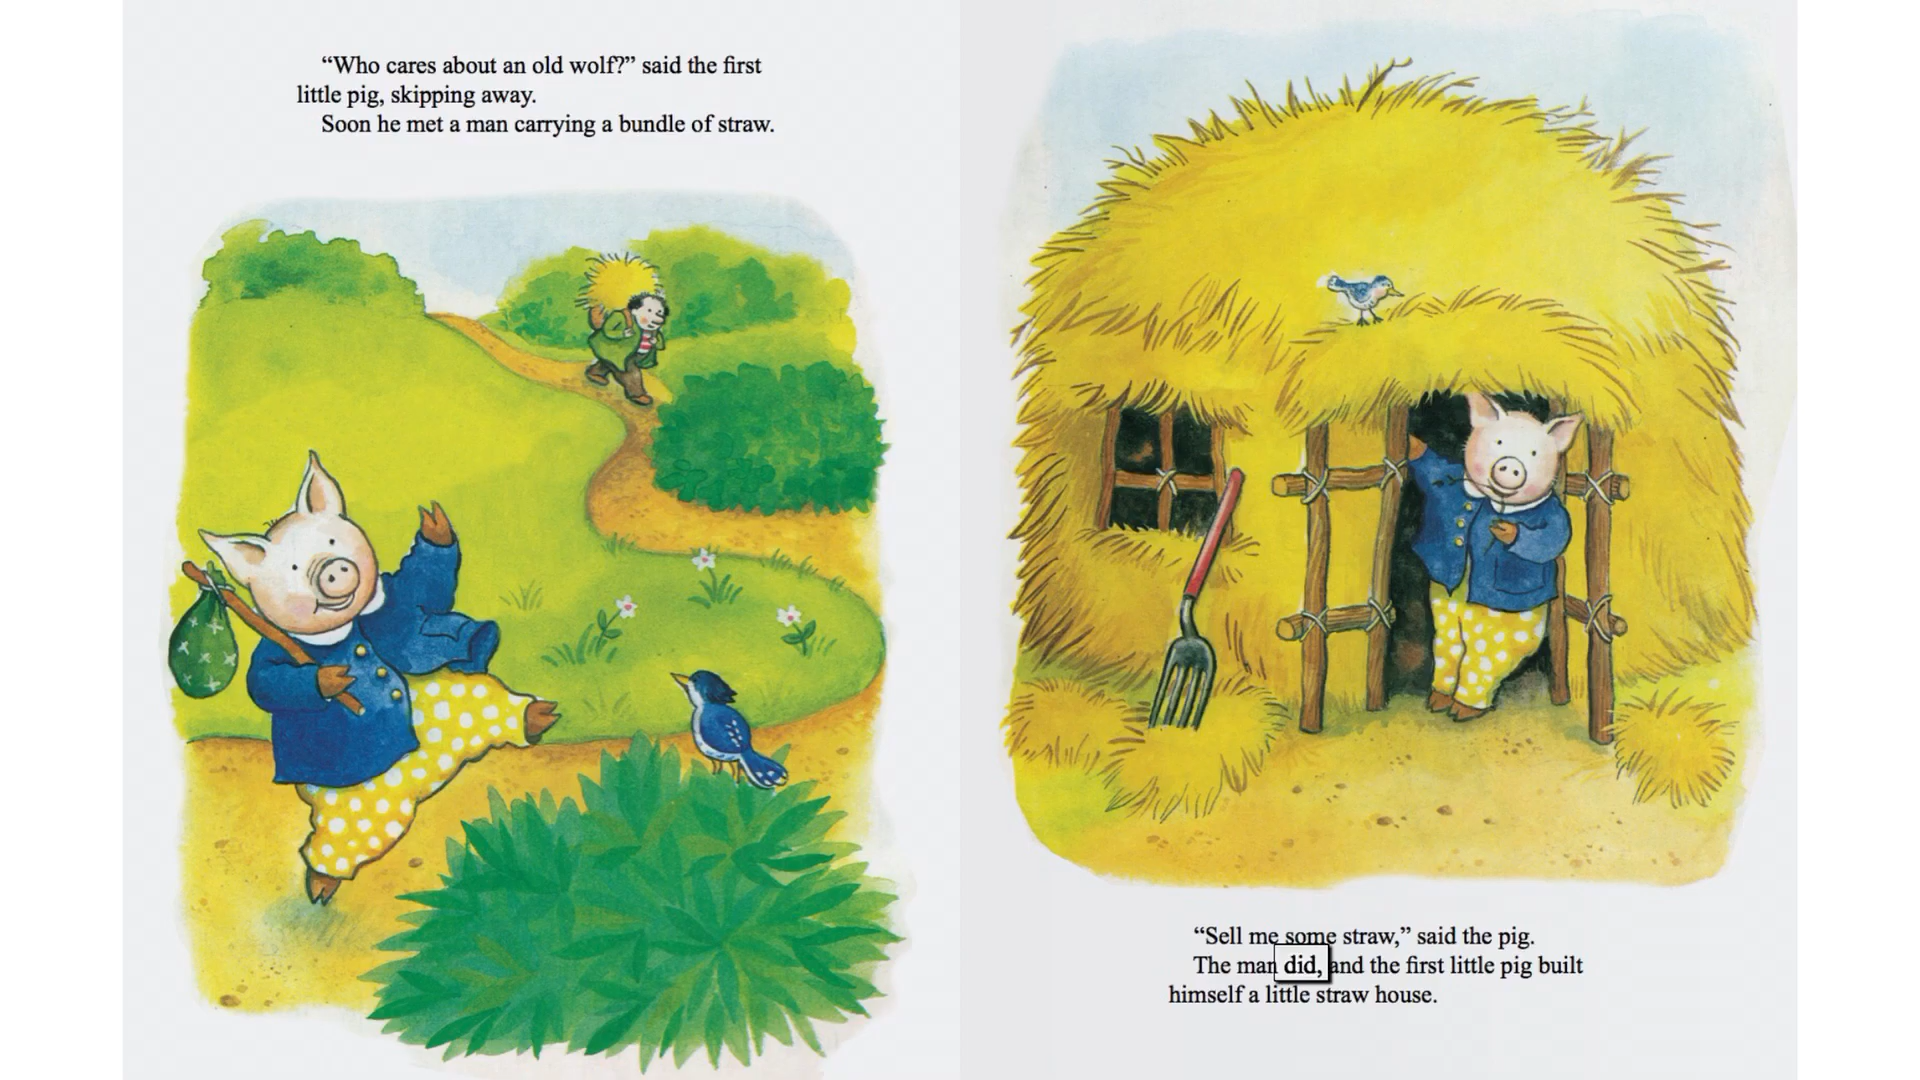 “Who cares about an old wolf?” said the first
little pig, skipping away.
Soon he met a man carrying a bundle of straw.
“Sell me some straw,” said the pig.
The man did, and the first little pig built
himself a little straw house.